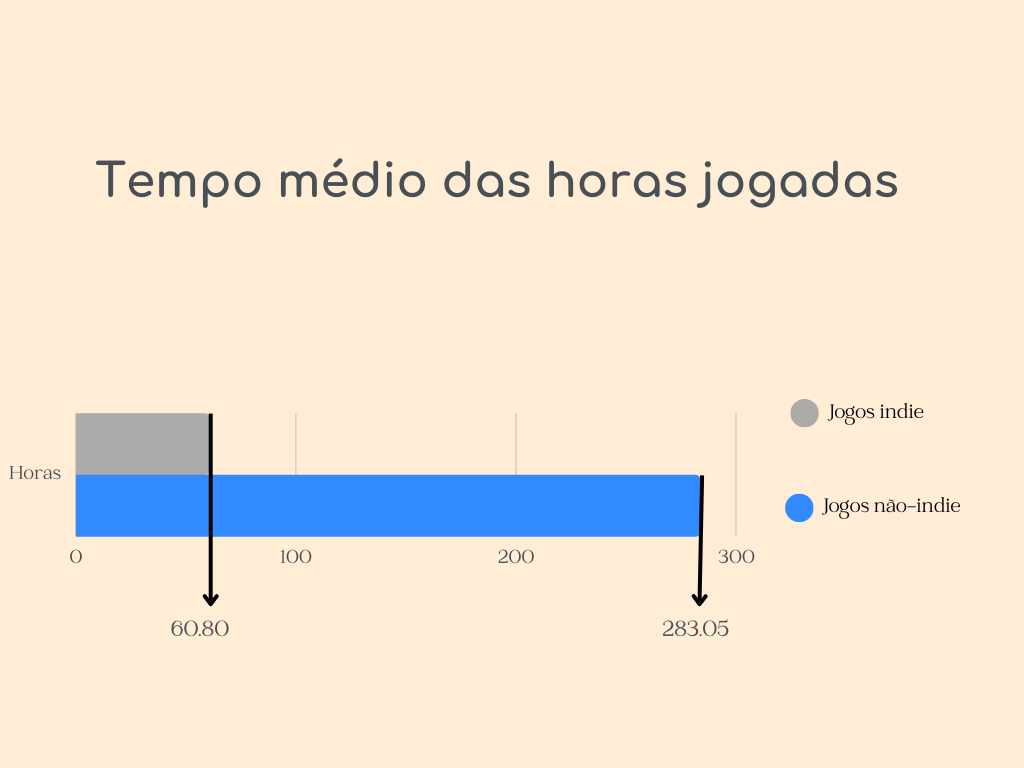 Tempo médio das horas jogadas
Jogos indie
Horas
Jogos não-indie
0
100
200
300
60.80
283.05